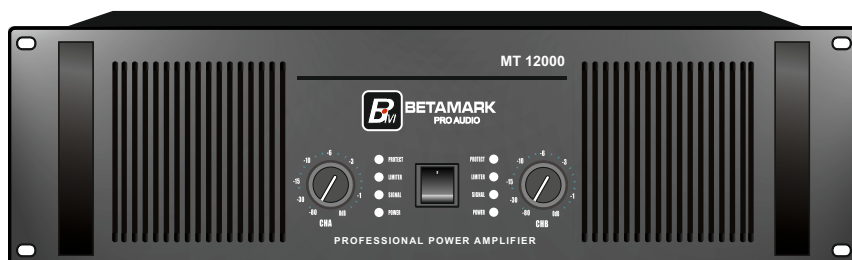 MT 12000
BM
BETAMARK
PRO AUDIO
-6
-10
-3
-15
-30
-1
-60
0dB
CHA
PROTECT
LIMITER
SIGNAL
POWER
PROTECT
LIMITER
SIGNAL
POWER
-6
-10
-3
-15
-30
-1
-60
0dB
CHB
PROFESSIONAL POWER AMPLIFIER